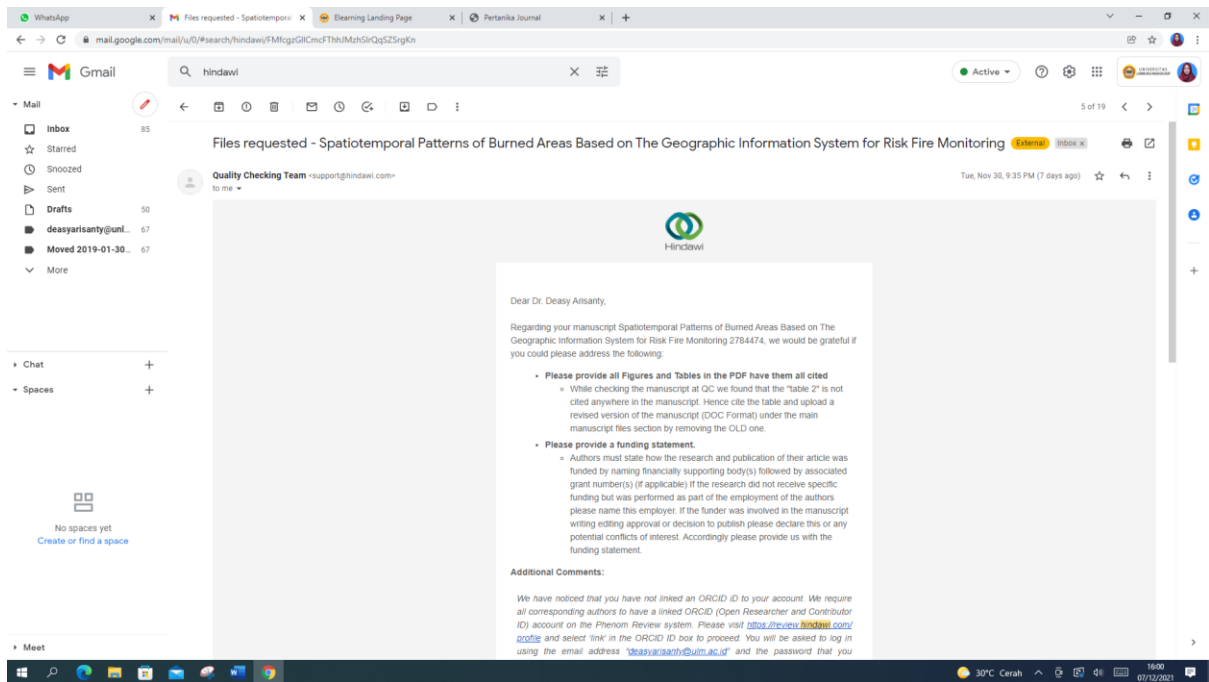 WhatsApp
Files requested - Spatiotemporal
Elearning Landing Page
Pertanika Journal
mail.google.com/mail/u/0/#search/hindawi/FMfcgzGllCmcFThhJMzhSlrQqSZSrgKn
Gmail
hindawi
Active
UNIVERSITAS
Mail
5 of 19
Inbox 85
Starred
Snoozed
Sent
Drafts 50
deasyarisanty@unl... 67
Moved 2019-01-30... 67
More
Chat
Spaces
No spaces yet
Create or find a space
Meet
Files requested - Spatiotemporal Patterns of Burned Areas Based on The Geographic Information System for Risk Fire Monitoring External Inbox x
Quality Checking Team <support@hindawi.com>
Tue, Nov 30, 9:35 PM (7 days ago)
to me
Hindawi
Dear Dr. Deasy Arisanty,
Regarding your manuscript Spatiotemporal Patterns of Burned Areas Based on The
Geographic Information System for Risk Fire Monitoring 2784474, we would be grateful if
you could please address the following:
• Please provide all Figures and Tables in the PDF have them all cited
While checking the manuscript at QC we found that the "table 2" is not
cited anywhere in the manuscript. Hence cite the table and upload a
revised version of the manuscript (DOC Format) under the main
manuscript files section by removing the OLD one.
• Please provide a funding statement.
Authors must state how the research and publication of their article was
funded by naming financially supporting body(s) followed by associated
grant number(s) (if applicable) If the research did not receive specific
funding but was performed as part of the employment of the authors
please name this employer. If the funder was involved in the manuscript
writing editing approval or decision to publish please declare this or any
potential conflicts of interest. Accordingly please provide us with the
funding statement.
Additional Comments:
We have noticed that you have not linked an ORCID iD to your account. We require
all corresponding authors to have a linked ORCID (Open Researcher and Contributor
ID) account on the Phenom Review system. Please visit https://review.hindawi.com/
profile and select 'link' in the ORCID ID box to proceed. You will be asked to log in
using the email address "deasyarisanty@ulm.ac.id" and the password that you
30°C Cerah
16:00
07/12/2021